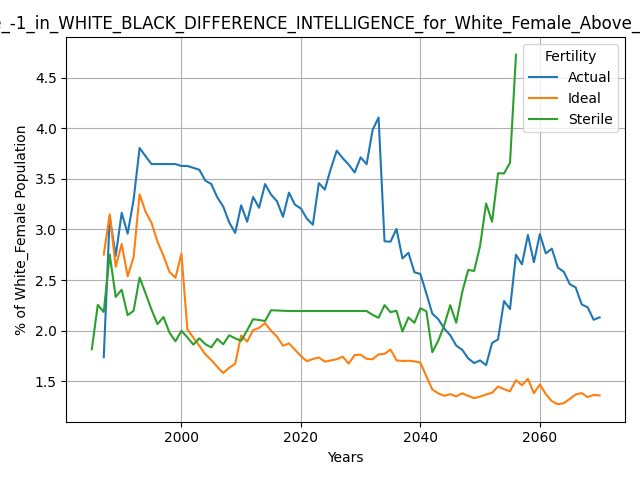 _-1_in_WHITE_BLACK_DIFFERENCE_INTELLIGENCE_for_White_Female_Above_
Fertility
Actual
Ideal
Sterile
% of White_Female Population
4.5
4.0
3.5
3.0
2.5
2.0
1.5
2000
2020
2040
2060
Years